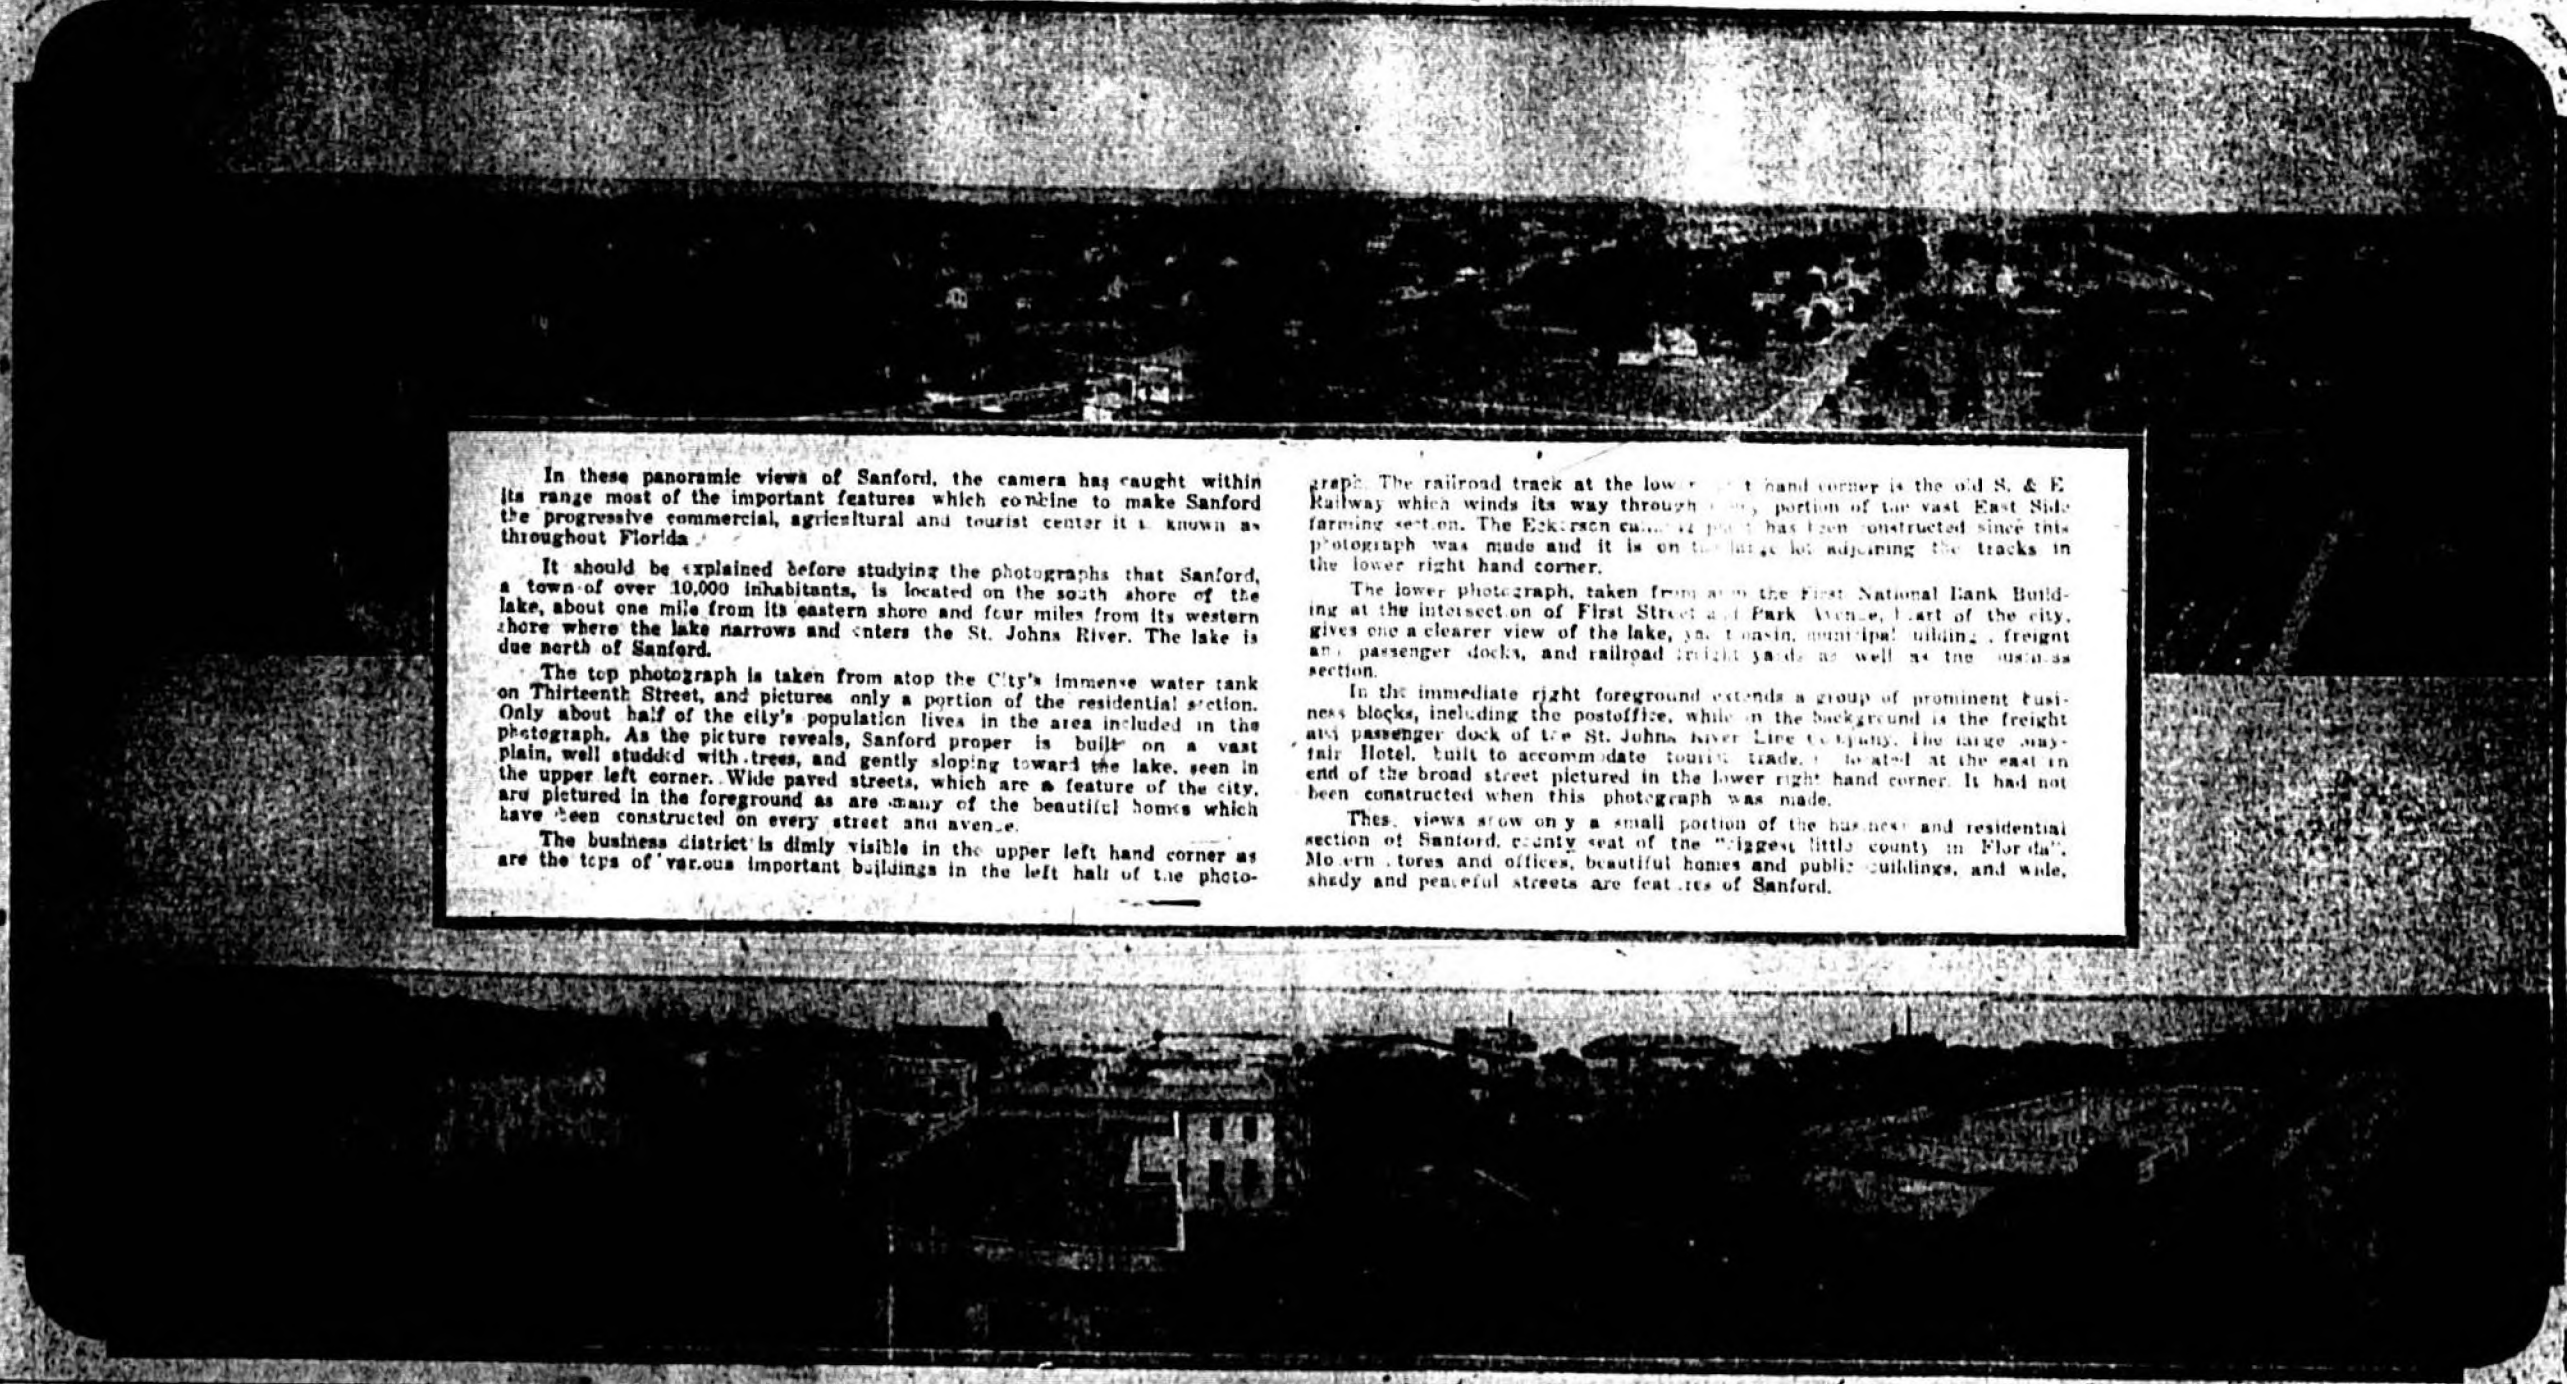 In these panoramic views of Sanford, the camera has caught within
its range most of the important features which combine to make Sanford
the progressive commercial, agricultural and tourist center it known as
throughout Florida
It should be explained before studying the photographs that Sanford,
a town of over 10,000 inhabitants, is located on the south shore of the
lake, about one mile from its eastern shore and four miles from its western
shore where the lake narrows and enters the St. Johns River. The lake is
due north of Sanford.
The top photograph is taken from atop the City's immense water tank
on Thirteenth Street, and pictures only a portion of the residential section.
Only about half of the city's population lives in the area included in the
photograph. As the picture reveals, Sanford proper is built on a vast
plain, well studded with trees, and gently sloping toward the lake, seen in
the upper left corner. Wide paved streets, which are a feature of the city,
are pictured in the foreground as are many of the beautiful homes which
have been constructed on every street and avenue.
The business district is dimly visible in the upper left hand corner as
are the tops of various important buildings in the left half of the photo-
graph. The railroad track at the lower hand corner is the old S. & E.
Railway which winds its way through portion of the vast East Side
farming section. The has been constructed since this
photograph was made and it is on the large lot adjoining the tracks in
the lower right hand corner.
The lower photograph, taken from the First National Bank Build-
ing at the intersection of First Street and Park Avenue, heart of the city,
gives one a clearer view of the lake, municipal freight
and passenger docks, and railroad freight yards as well as the business
section.
In the immediate right foreground extends a group of prominent busi-
ness blocks, including the postoffice, while in the background is the freight
and passenger dock of the St. Johns River Line Company. The large May-
fair Hotel, built to accommodate tourist trade, located at the
end of the broad street pictured in the lower right hand corner. It had not
been constructed when this photograph was made.
These views show only a small portion of the business and residential
section of Sanford, county seat of the "biggest little county in Florida".
Modern stores and offices, beautiful homes and public buildings, and wide,
shady and peaceful streets are features of Sanford.